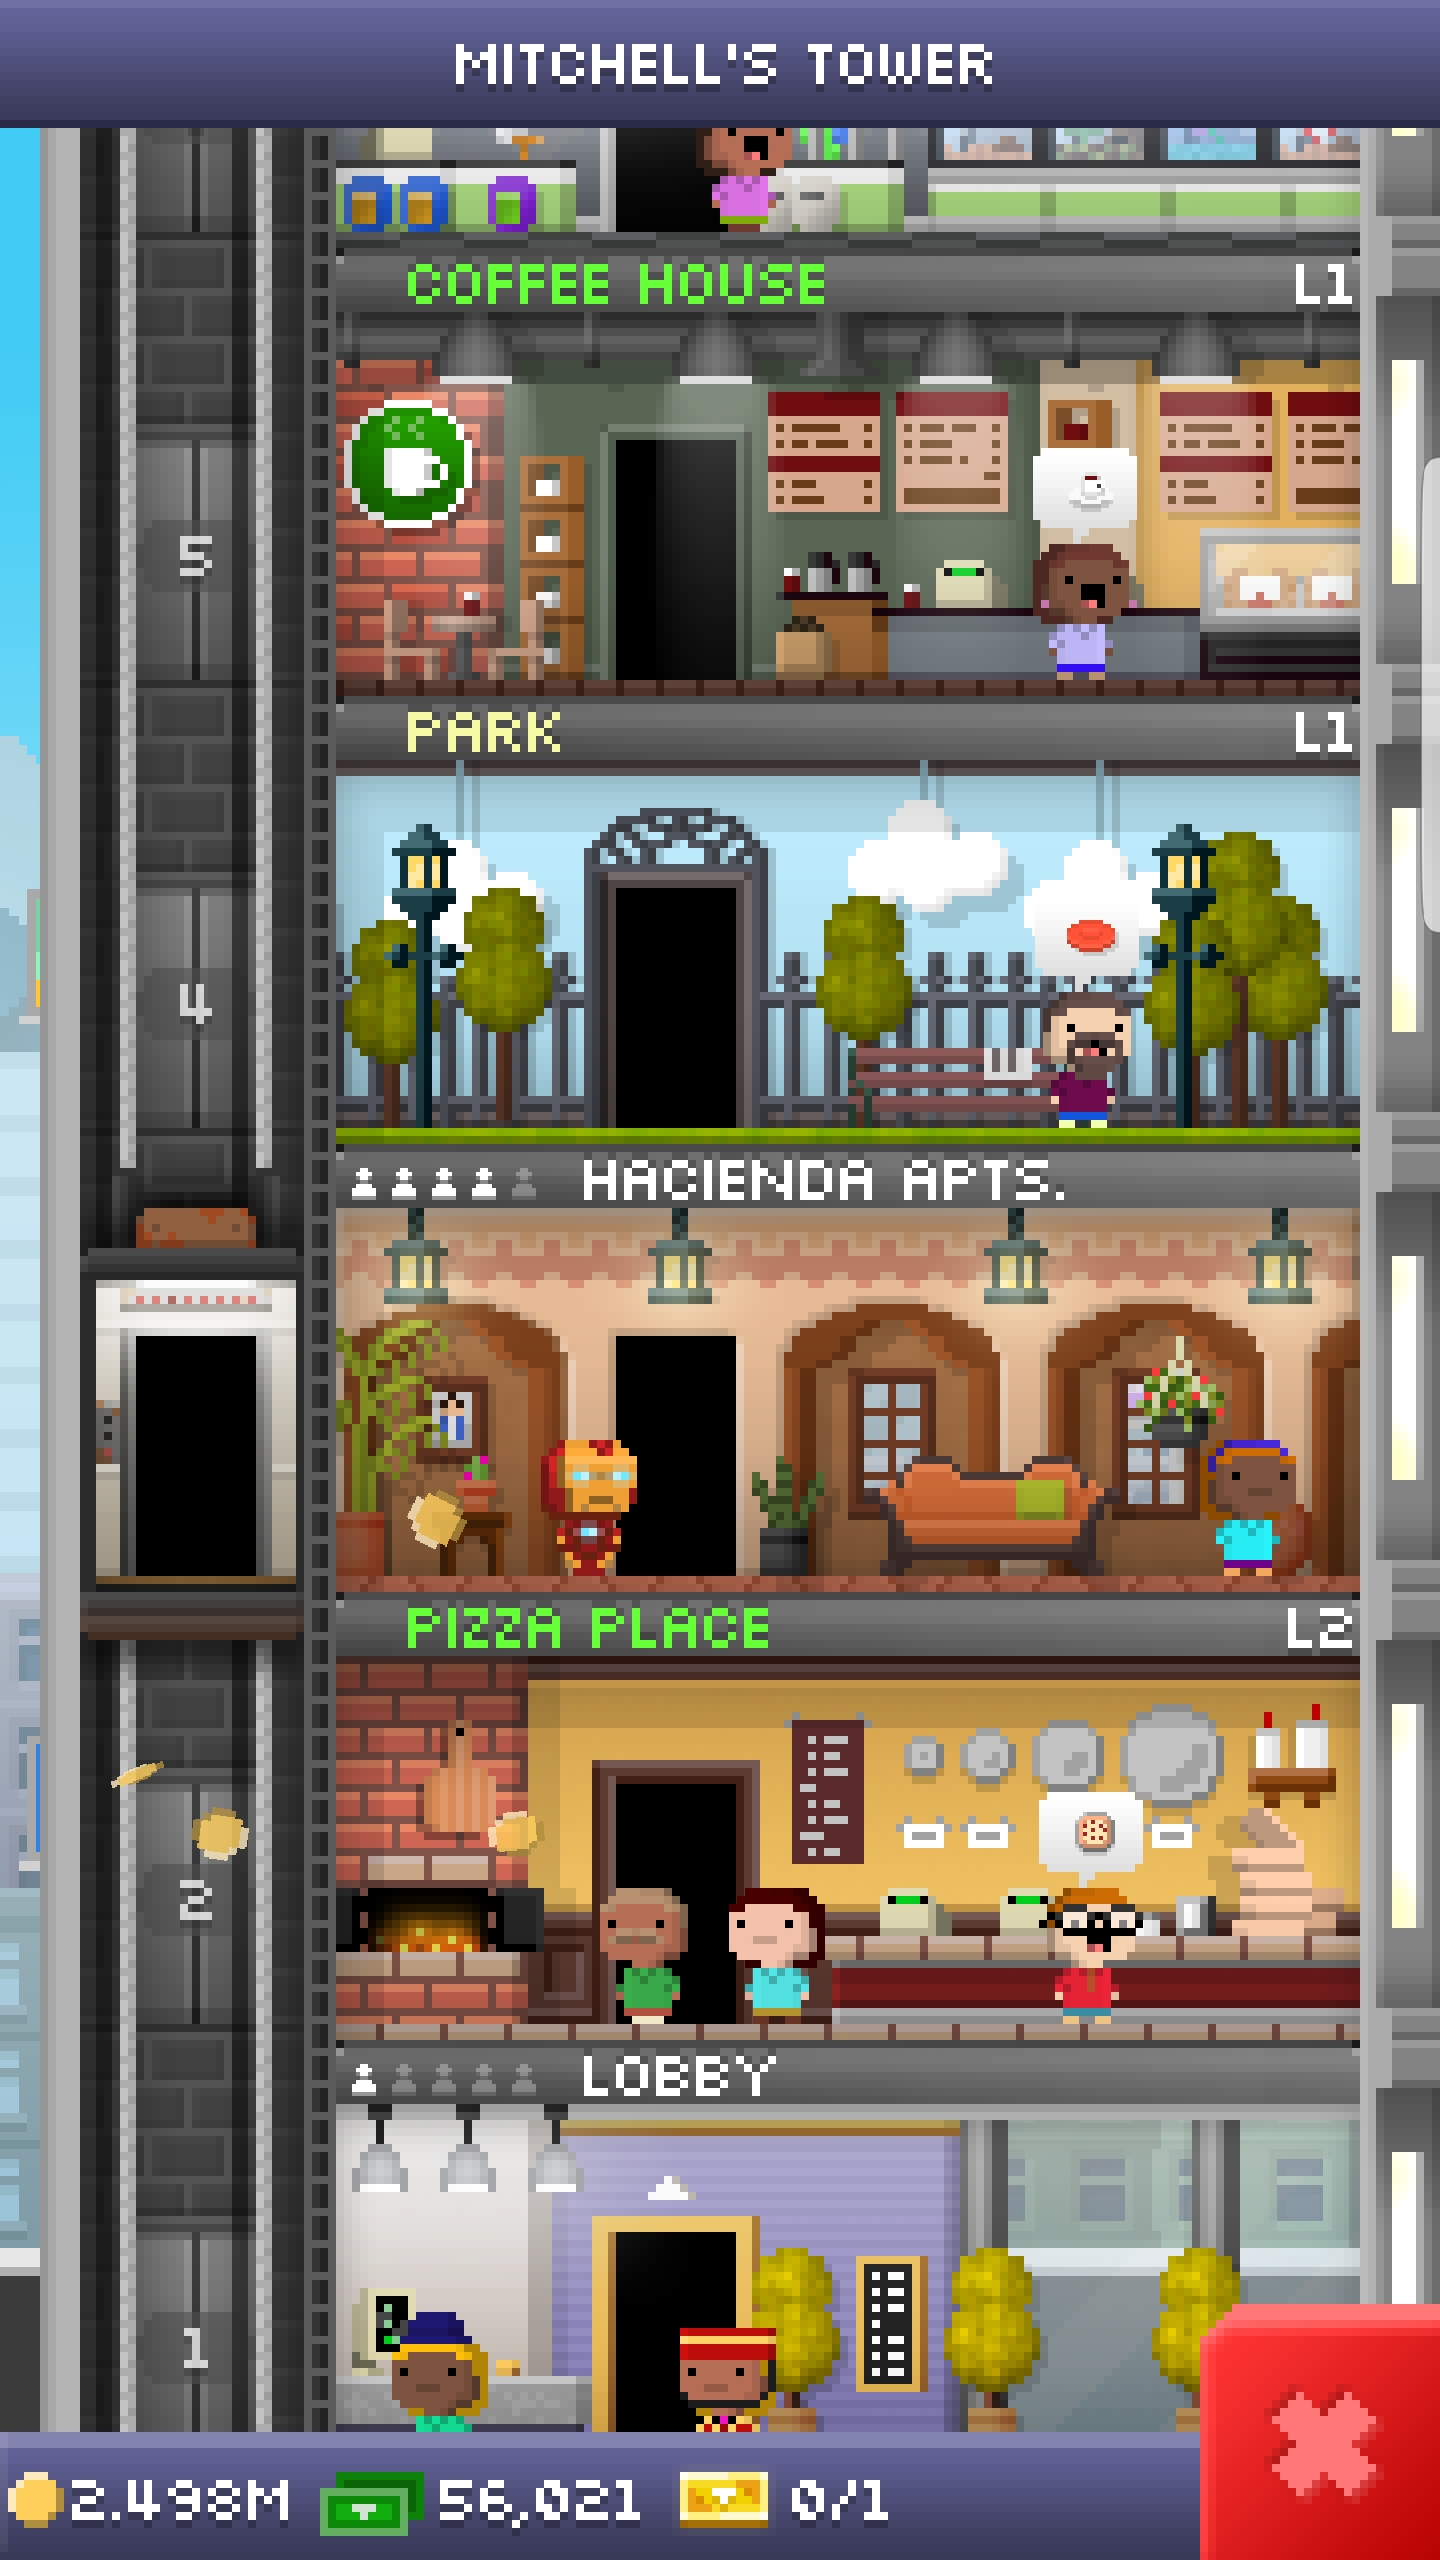 MITCHELL'S TOWER
COFFEE HOUSE L1
5
PARK L1
4
HACIENDA APTS.
PIZZA PLACE L2
2
LOBBY
1
2.498M 56,021 0/1